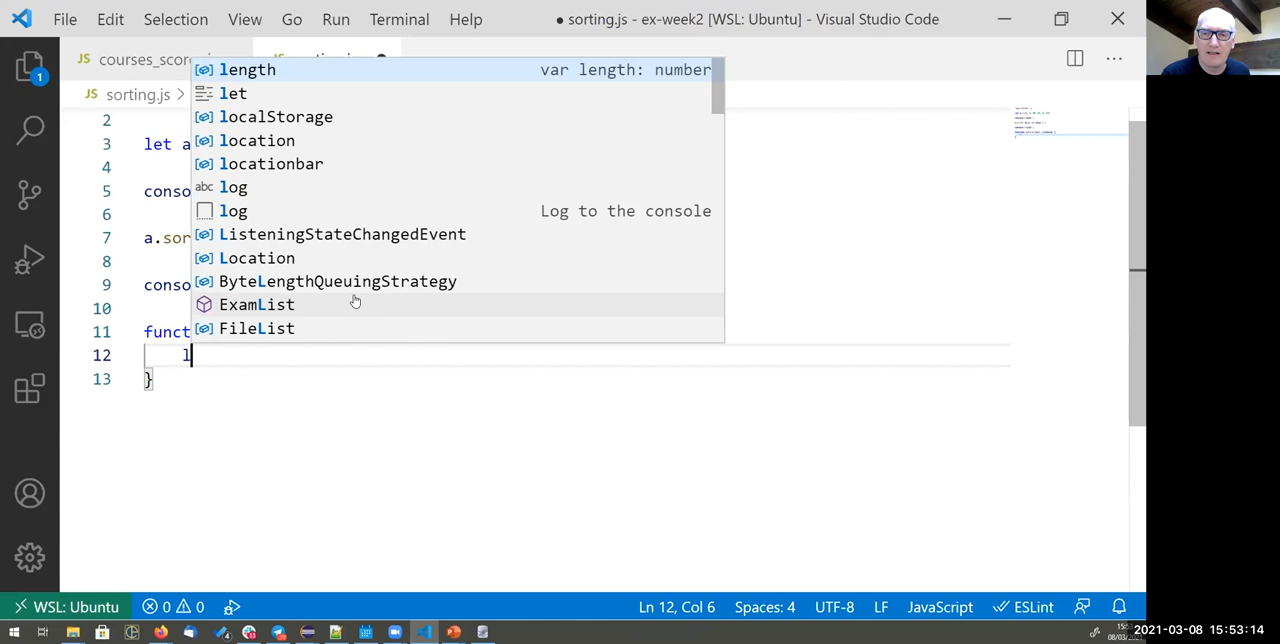 File Edit Selection View Go Run Terminal Help
● sorting.js - ex-week2 [WSL: Ubuntu] - Visual Studio Code
JS courses_scor
JS sorting.js >
length var length: number
let
localStorage
location
locationbar
abc log
log Log to the console
ListeningStateChangedEvent
Location
ByteLengthQueuingStrategy
ExamList
FileList
1
2
3 let a
4
5 conso
6
7 a.sor
8
9 conso
10
11 funct
12 l
13 }
WSL: Ubuntu 0 0 Ln 12, Col 6 Spaces: 4 UTF-8 LF JavaScript ESLint
2021-03-08 15:53:14